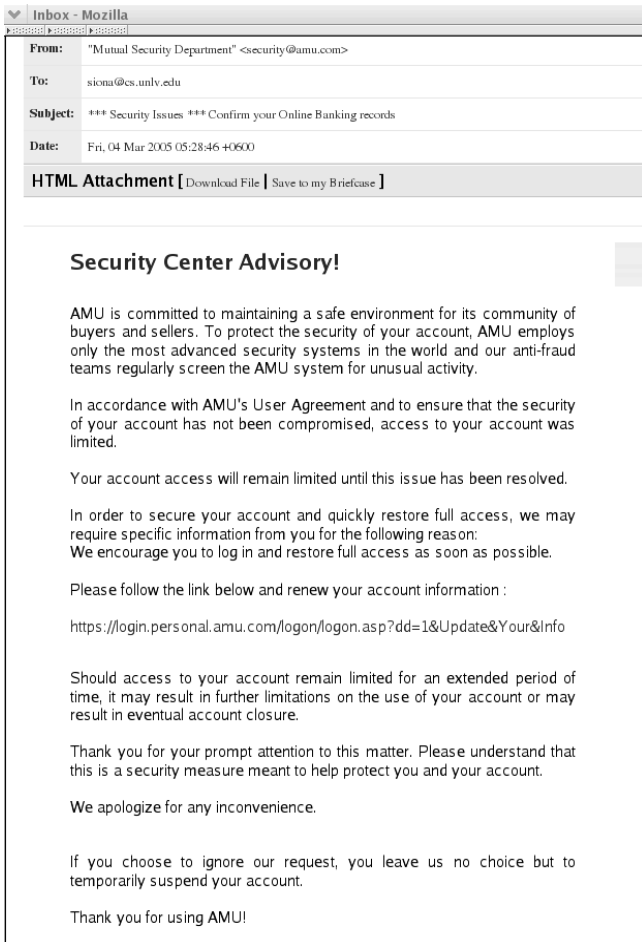 Inbox - Mozilla
From: "Mutual Security Department" <security@amu.com>
To: siona@cs.unlv.edu
Subject: *** Security Issues *** Confirm your Online Banking records
Date: Fri, 04 Mar 2005 05:28:46 +0600
HTML Attachment [ Download File | Save to my Briefcase ]
Security Center Advisory!
AMU is committed to maintaining a safe environment for its community of
buyers and sellers. To protect the security of your account, AMU employs
only the most advanced security systems in the world and our anti-fraud
teams regularly screen the AMU system for unusual activity.
In accordance with AMU's User Agreement and to ensure that the security
of your account has not been compromised, access to your account was
limited.
Your account access will remain limited until this issue has been resolved.
In order to secure your account and quickly restore full access, we may
require specific information from you for the following reason:
We encourage you to log in and restore full access as soon as possible.
Please follow the link below and renew your account information :
https://login.personal.amu.com/logon/logon.asp?dd=1&Update&Your&Info
Should access to your account remain limited for an extended period of
time, it may result in further limitations on the use of your account or may
result in eventual account closure.
Thank you for your prompt attention to this matter. Please understand that
this is a security measure meant to help protect you and your account.
We apologize for any inconvenience.
If you choose to ignore our request, you leave us no choice but to
temporarily suspend your account.
Thank you for using AMU!